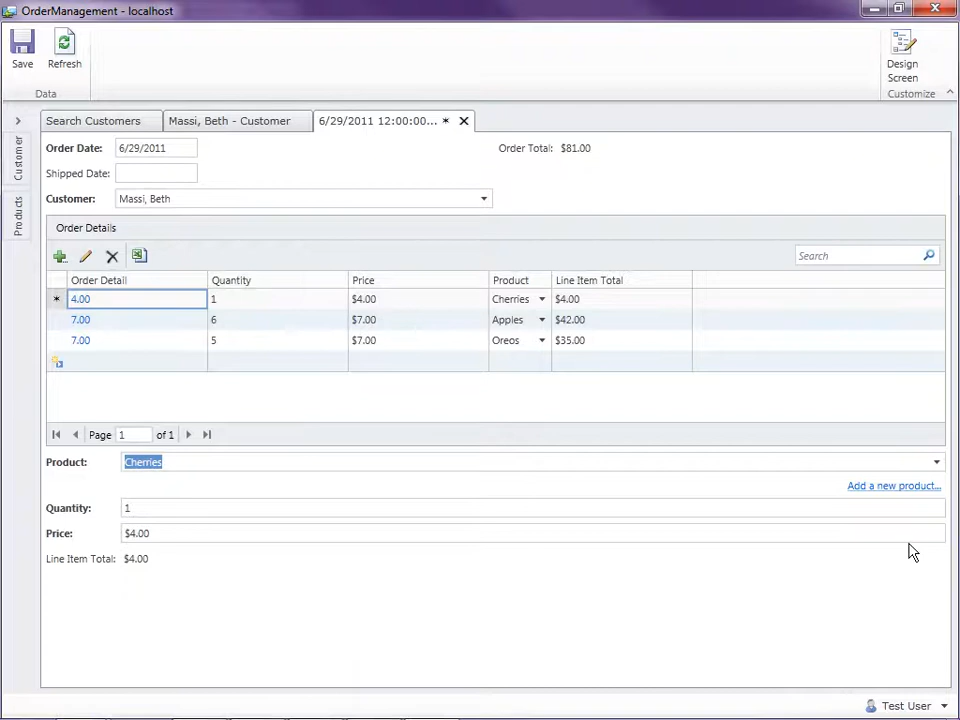 OrderManagement - localhost
Save
Refresh
Design
Screen
Data
Customize
Search Customers
Massi, Beth - Customer
6/29/2011 12:00:00... *
Customer
Products
Order Date: 6/29/2011
Order Total: $81.00
Shipped Date:
Customer: Massi, Beth
Order Details
Search
Order Detail Quantity Price Product Line Item Total
* 4.00 1 $4.00 Cherries $4.00
7.00 6 $7.00 Apples $42.00
7.00 5 $7.00 Oreos $35.00
Page 1 of 1
Product: Cherries
Add a new product...
Quantity: 1
Price: $4.00
Line Item Total: $4.00
Test User